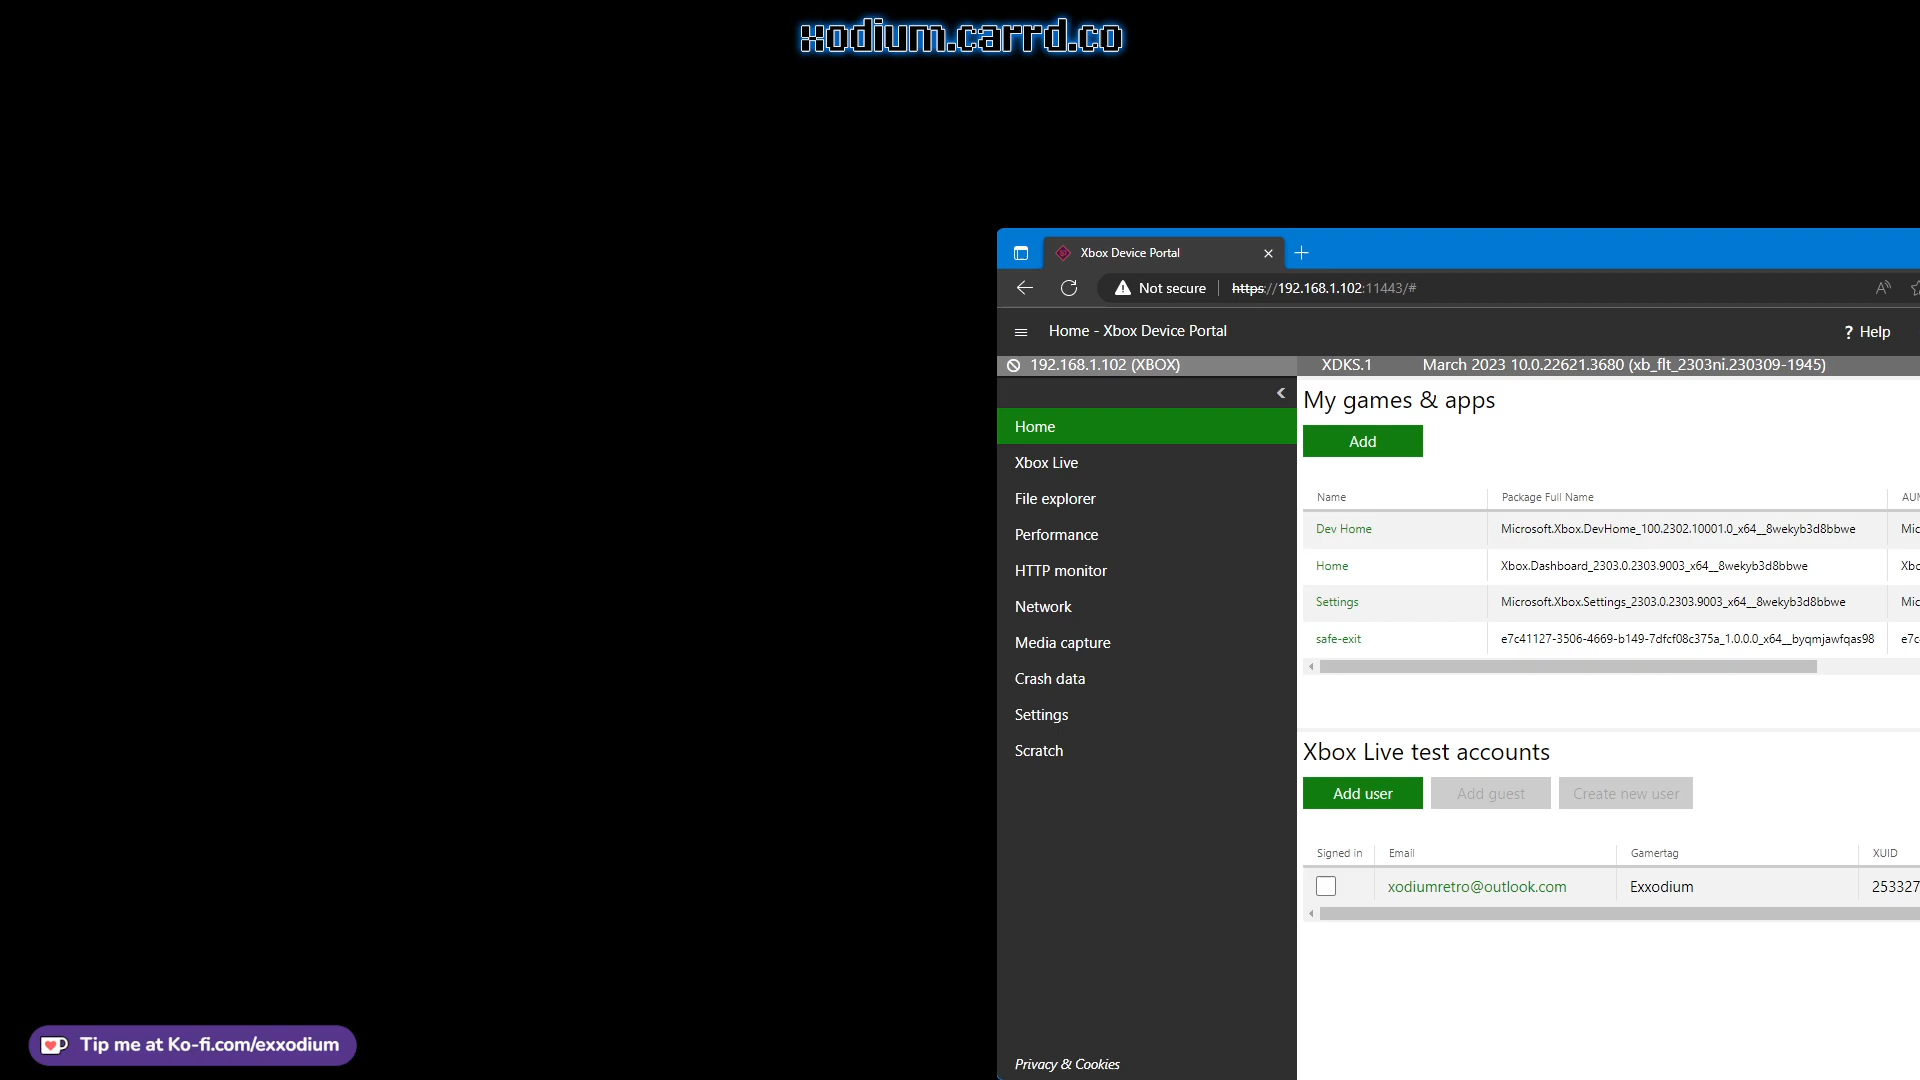 xodium.carrd.co
Xbox Device Portal
Not secure https://192.168.1.102:11443/#
Home - Xbox Device Portal
? Help
192.168.1.102 (XBOX)
XDKS.1 March 2023 10.0.22621.3680 (xb_flt_2303ni.230309-1945)
Home
Xbox Live
File explorer
Performance
HTTP monitor
Network
Media capture
Crash data
Settings
Scratch
Privacy & Cookies
My games & apps
Add
Name Package Full Name
Dev Home Microsoft.Xbox.DevHome_100.2302.10001.0_x64__8wekyb3d8bbwe Mic
Home Xbox.Dashboard_2303.0.2303.9003_x64__8wekyb3d8bbwe Xbo
Settings Microsoft.Xbox.Settings_2303.0.2303.9003_x64__8wekyb3d8bbwe Mic
safe-exit e7c41127-3506-4669-b149-7dfcf08c375a_1.0.0.0_x64__byqmjawfqas98 e7c
Xbox Live test accounts
Add user Add guest Create new user
Signed in Email Gamertag XUID
xodiumretro@outlook.com Exxodium 253327
Tip me at Ko-fi.com/exxodium